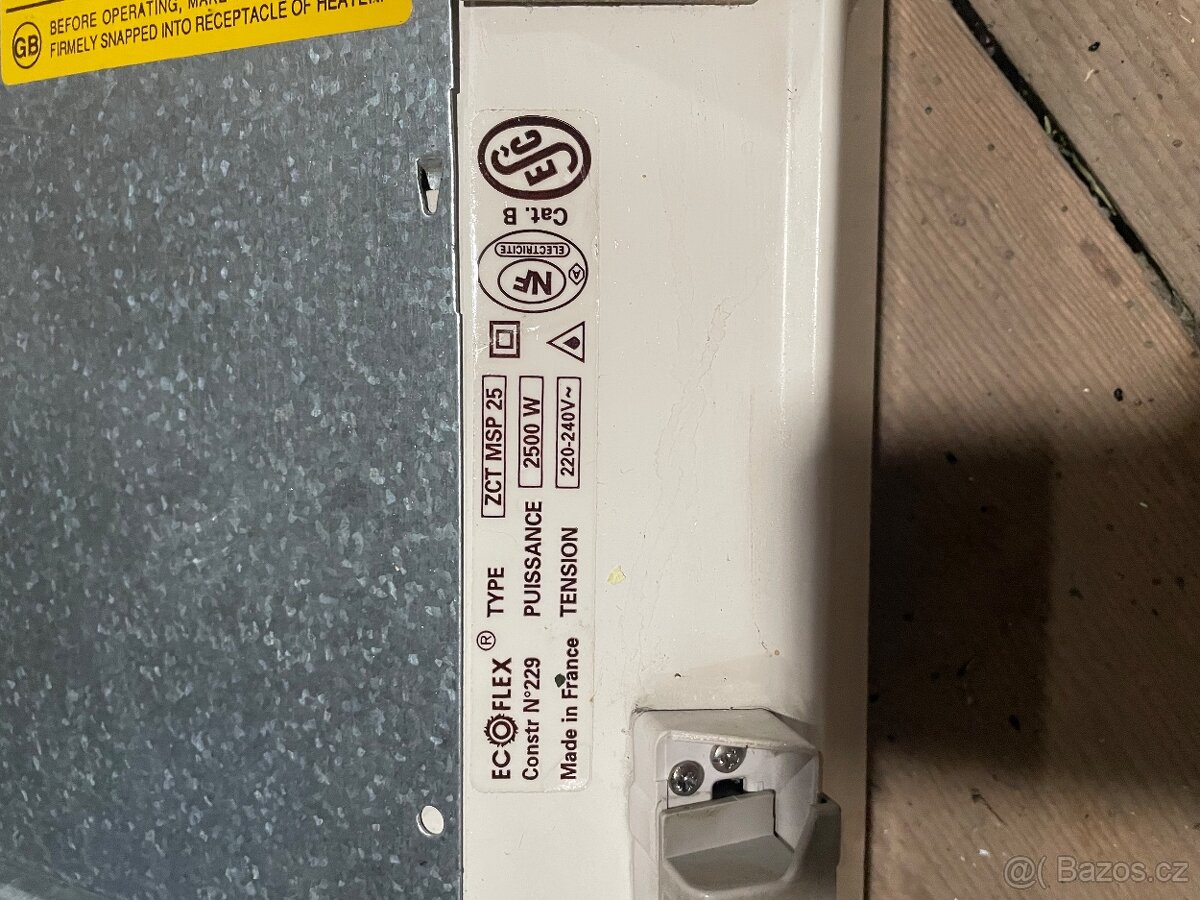 GB BEFORE OPERATING, MAKE
FIRMELY SNAPPED INTO RECEPTACLE OF HEATER
ECOFLEX® TYPE ZCT MSP 25
Constr N°229 PUISSANCE 2500 W
Made in France TENSION 220-240V~
NF
A
ELECTRICITE
Cat. B
@( Bazos.cz